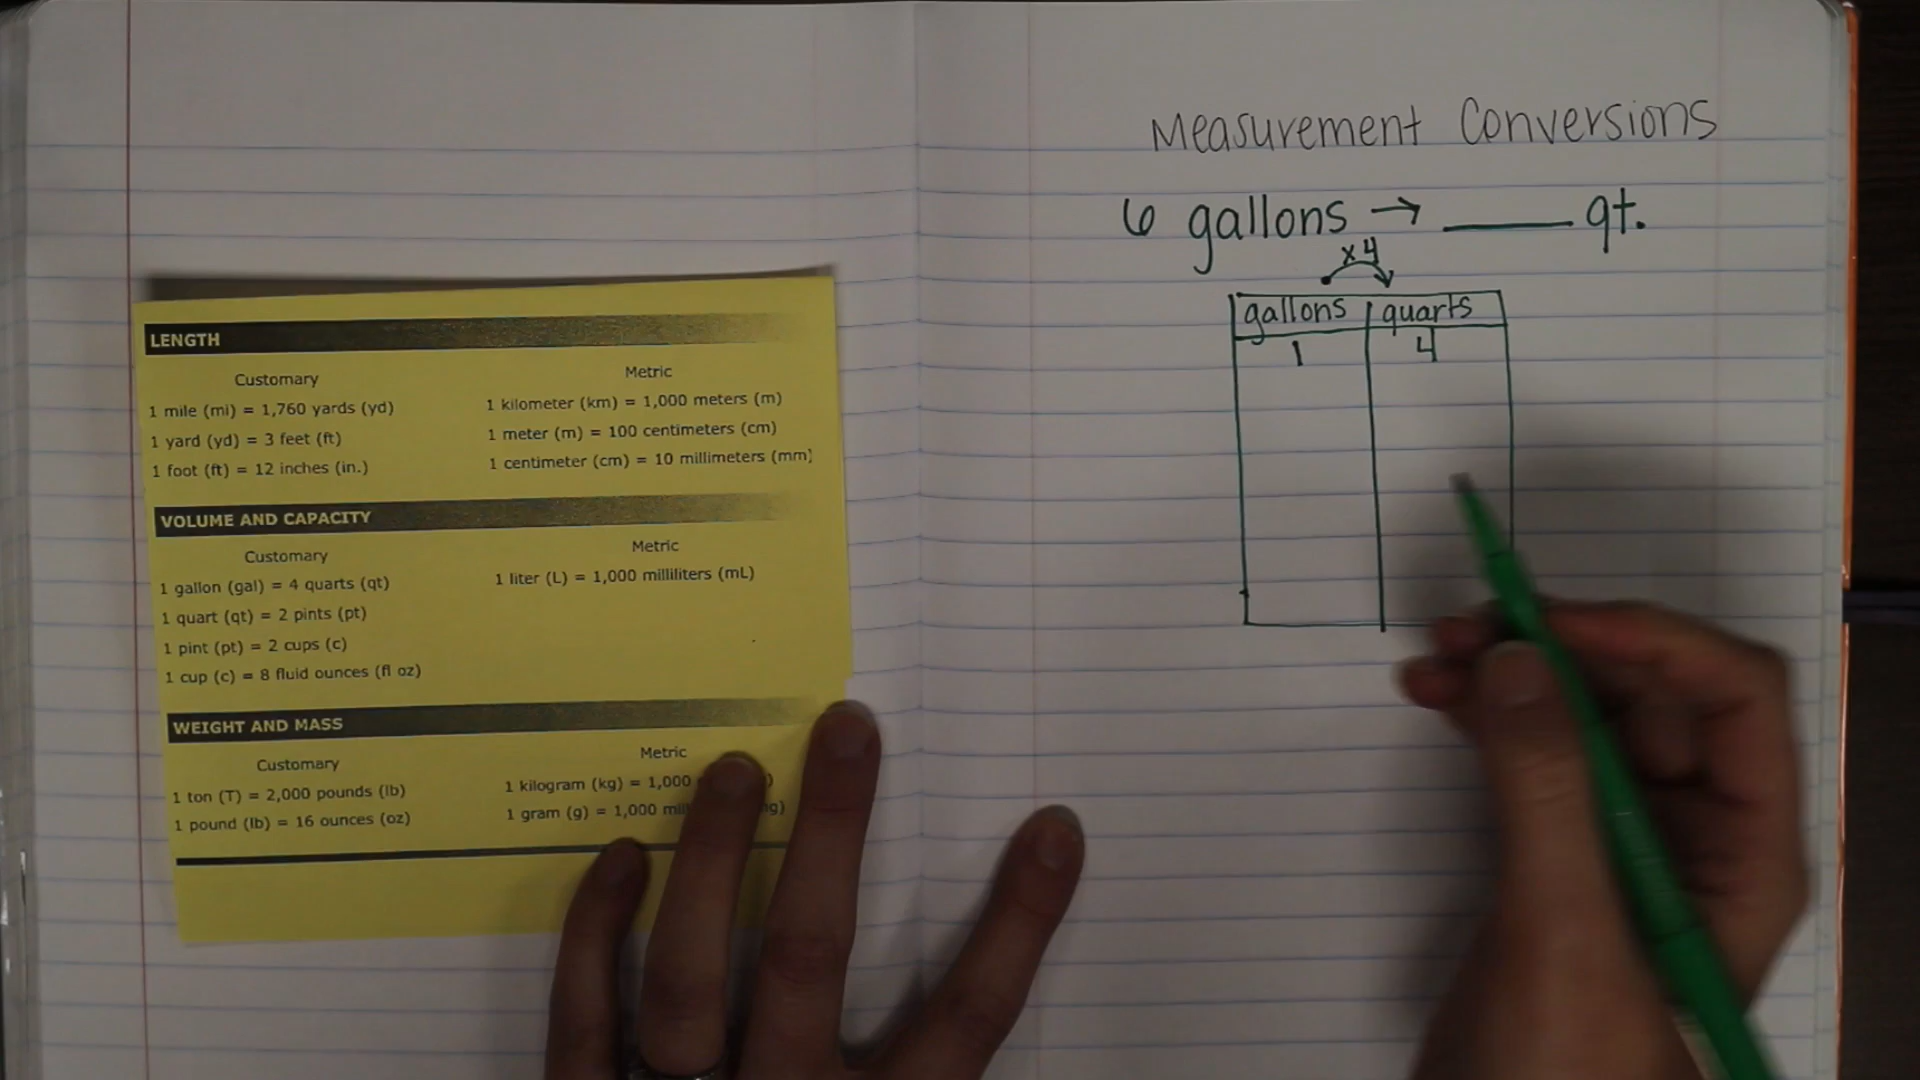 LENGTH
Customary
1 mile (mi) = 1,760 yards (yd)
1 yard (yd) = 3 feet (ft)
1 foot (ft) = 12 inches (in.)
Metric
1 kilometer (km) = 1,000 meters (m)
1 meter (m) = 100 centimeters (cm)
1 centimeter (cm) = 10 millimeters (mm)
VOLUME AND CAPACITY
Customary
1 gallon (gal) = 4 quarts (qt)
1 quart (qt) = 2 pints (pt)
1 pint (pt) = 2 cups (c)
1 cup (c) = 8 fluid ounces (fl oz)
Metric
1 liter (L) = 1,000 milliliters (mL)
WEIGHT AND MASS
Customary
1 ton (T) = 2,000 pounds (lb)
1 pound (lb) = 16 ounces (oz)
Metric
1 kilogram (kg) = 1,000
1 gram (g) = 1,000
Measurement Conversions
6 gallons → ____ qt.
x4
gallons quarts
1 4